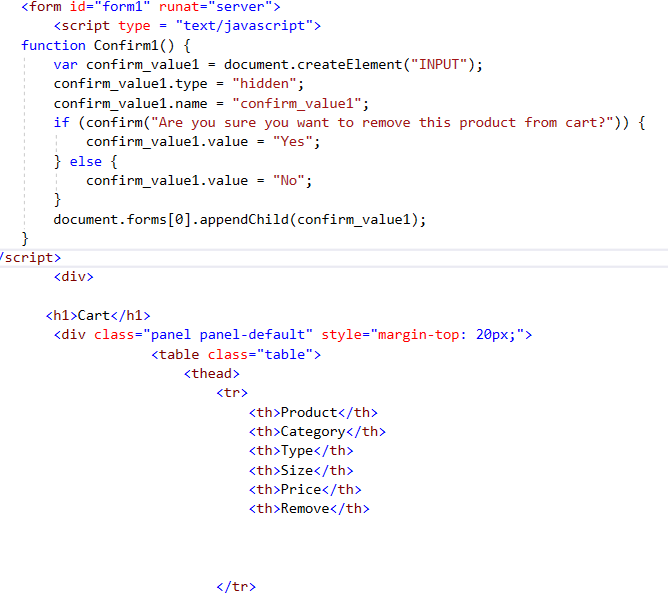 <form id="form1" runat="server">
<script type = "text/javascript">
function Confirm1() {
var confirm_value1 = document.createElement("INPUT");
confirm_value1.type = "hidden";
confirm_value1.name = "confirm_value1";
if (confirm("Are you sure you want to remove this product from cart?")) {
confirm_value1.value = "Yes";
} else {
confirm_value1.value = "No";
}
document.forms[0].appendChild(confirm_value1);
}
/script>
<div>
<h1>Cart</h1>
<div class="panel panel-default" style="margin-top: 20px;">
<table class="table">
<thead>
<tr>
<th>Product</th>
<th>Category</th>
<th>Type</th>
<th>Size</th>
<th>Price</th>
<th>Remove</th>
</tr>